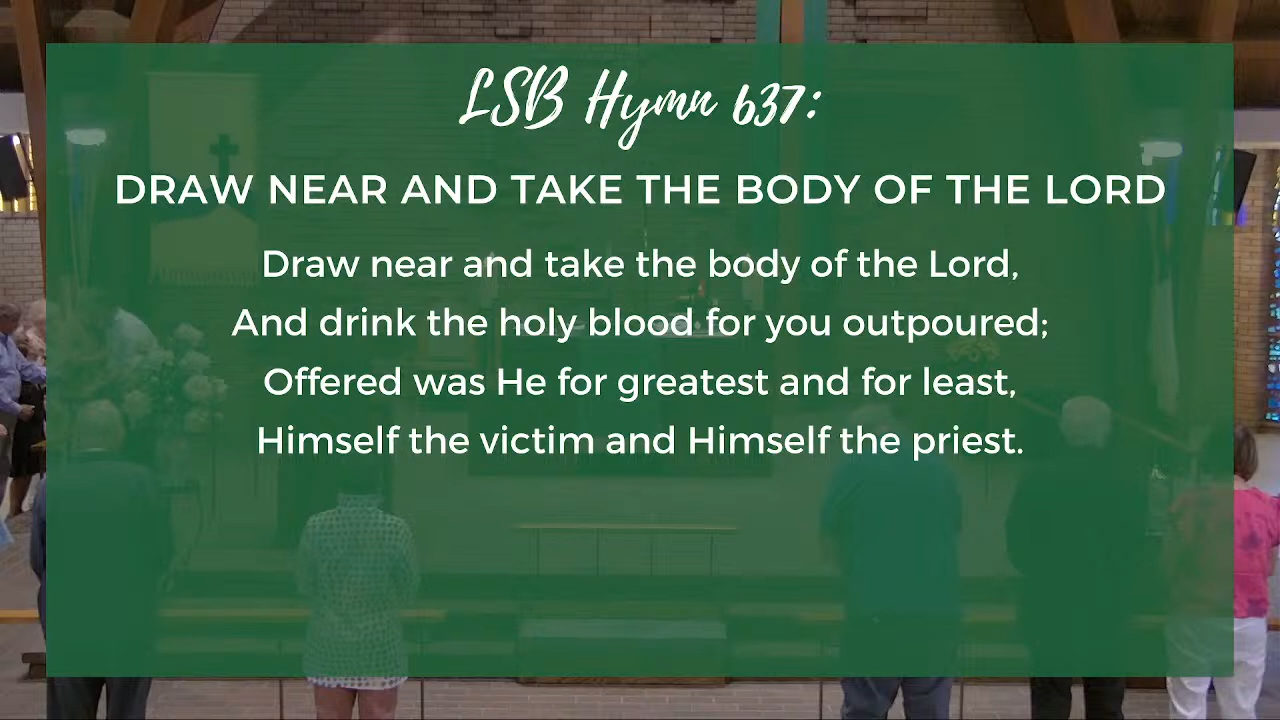 LSB Hymn 637:
DRAW NEAR AND TAKE THE BODY OF THE LORD
Draw near and take the body of the Lord,
And drink the holy blood for you outpoured;
Offered was He for greatest and for least,
Himself the victim and Himself the priest.